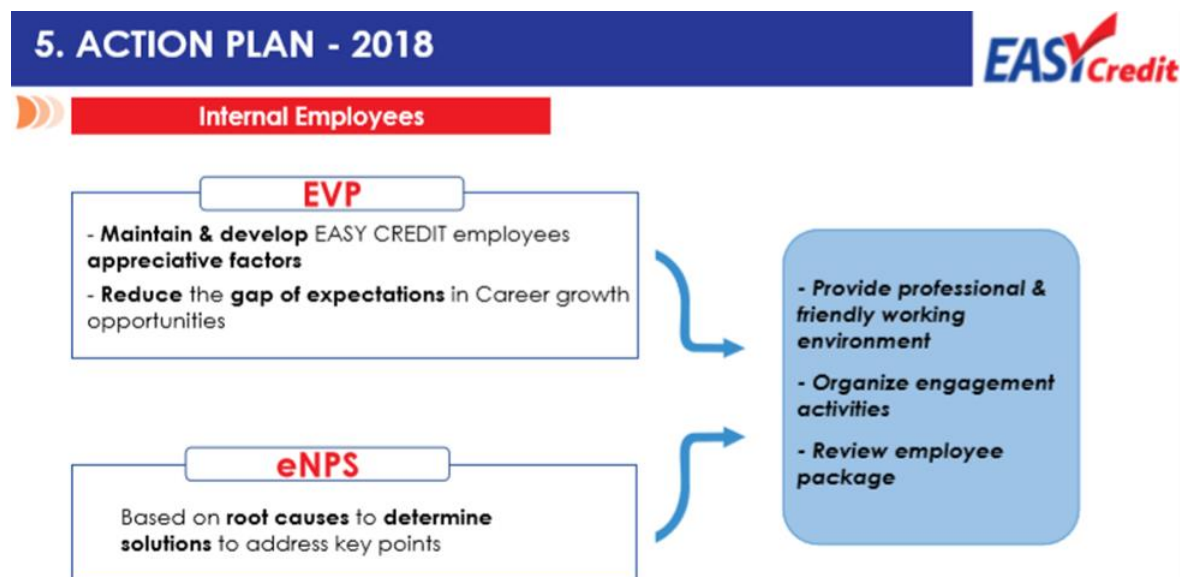 5. ACTION PLAN - 2018
EASY Credit
Internal Employees
EVP
- Maintain & develop EASY CREDIT employees
appreciative factors
- Reduce the gap of expectations in Career growth
opportunities
eNPS
Based on root causes to determine
solutions to address key points
- Provide professional &
friendly working
environment
- Organize engagement
activities
- Review employee
package